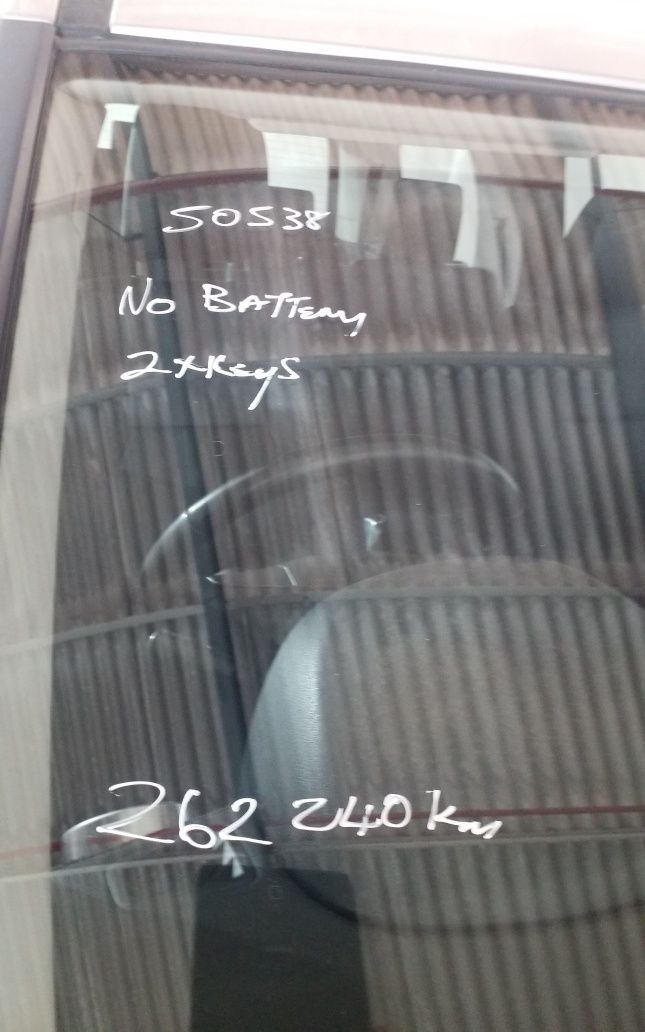 50538
No BATTERY
2xKeys
262 240 km